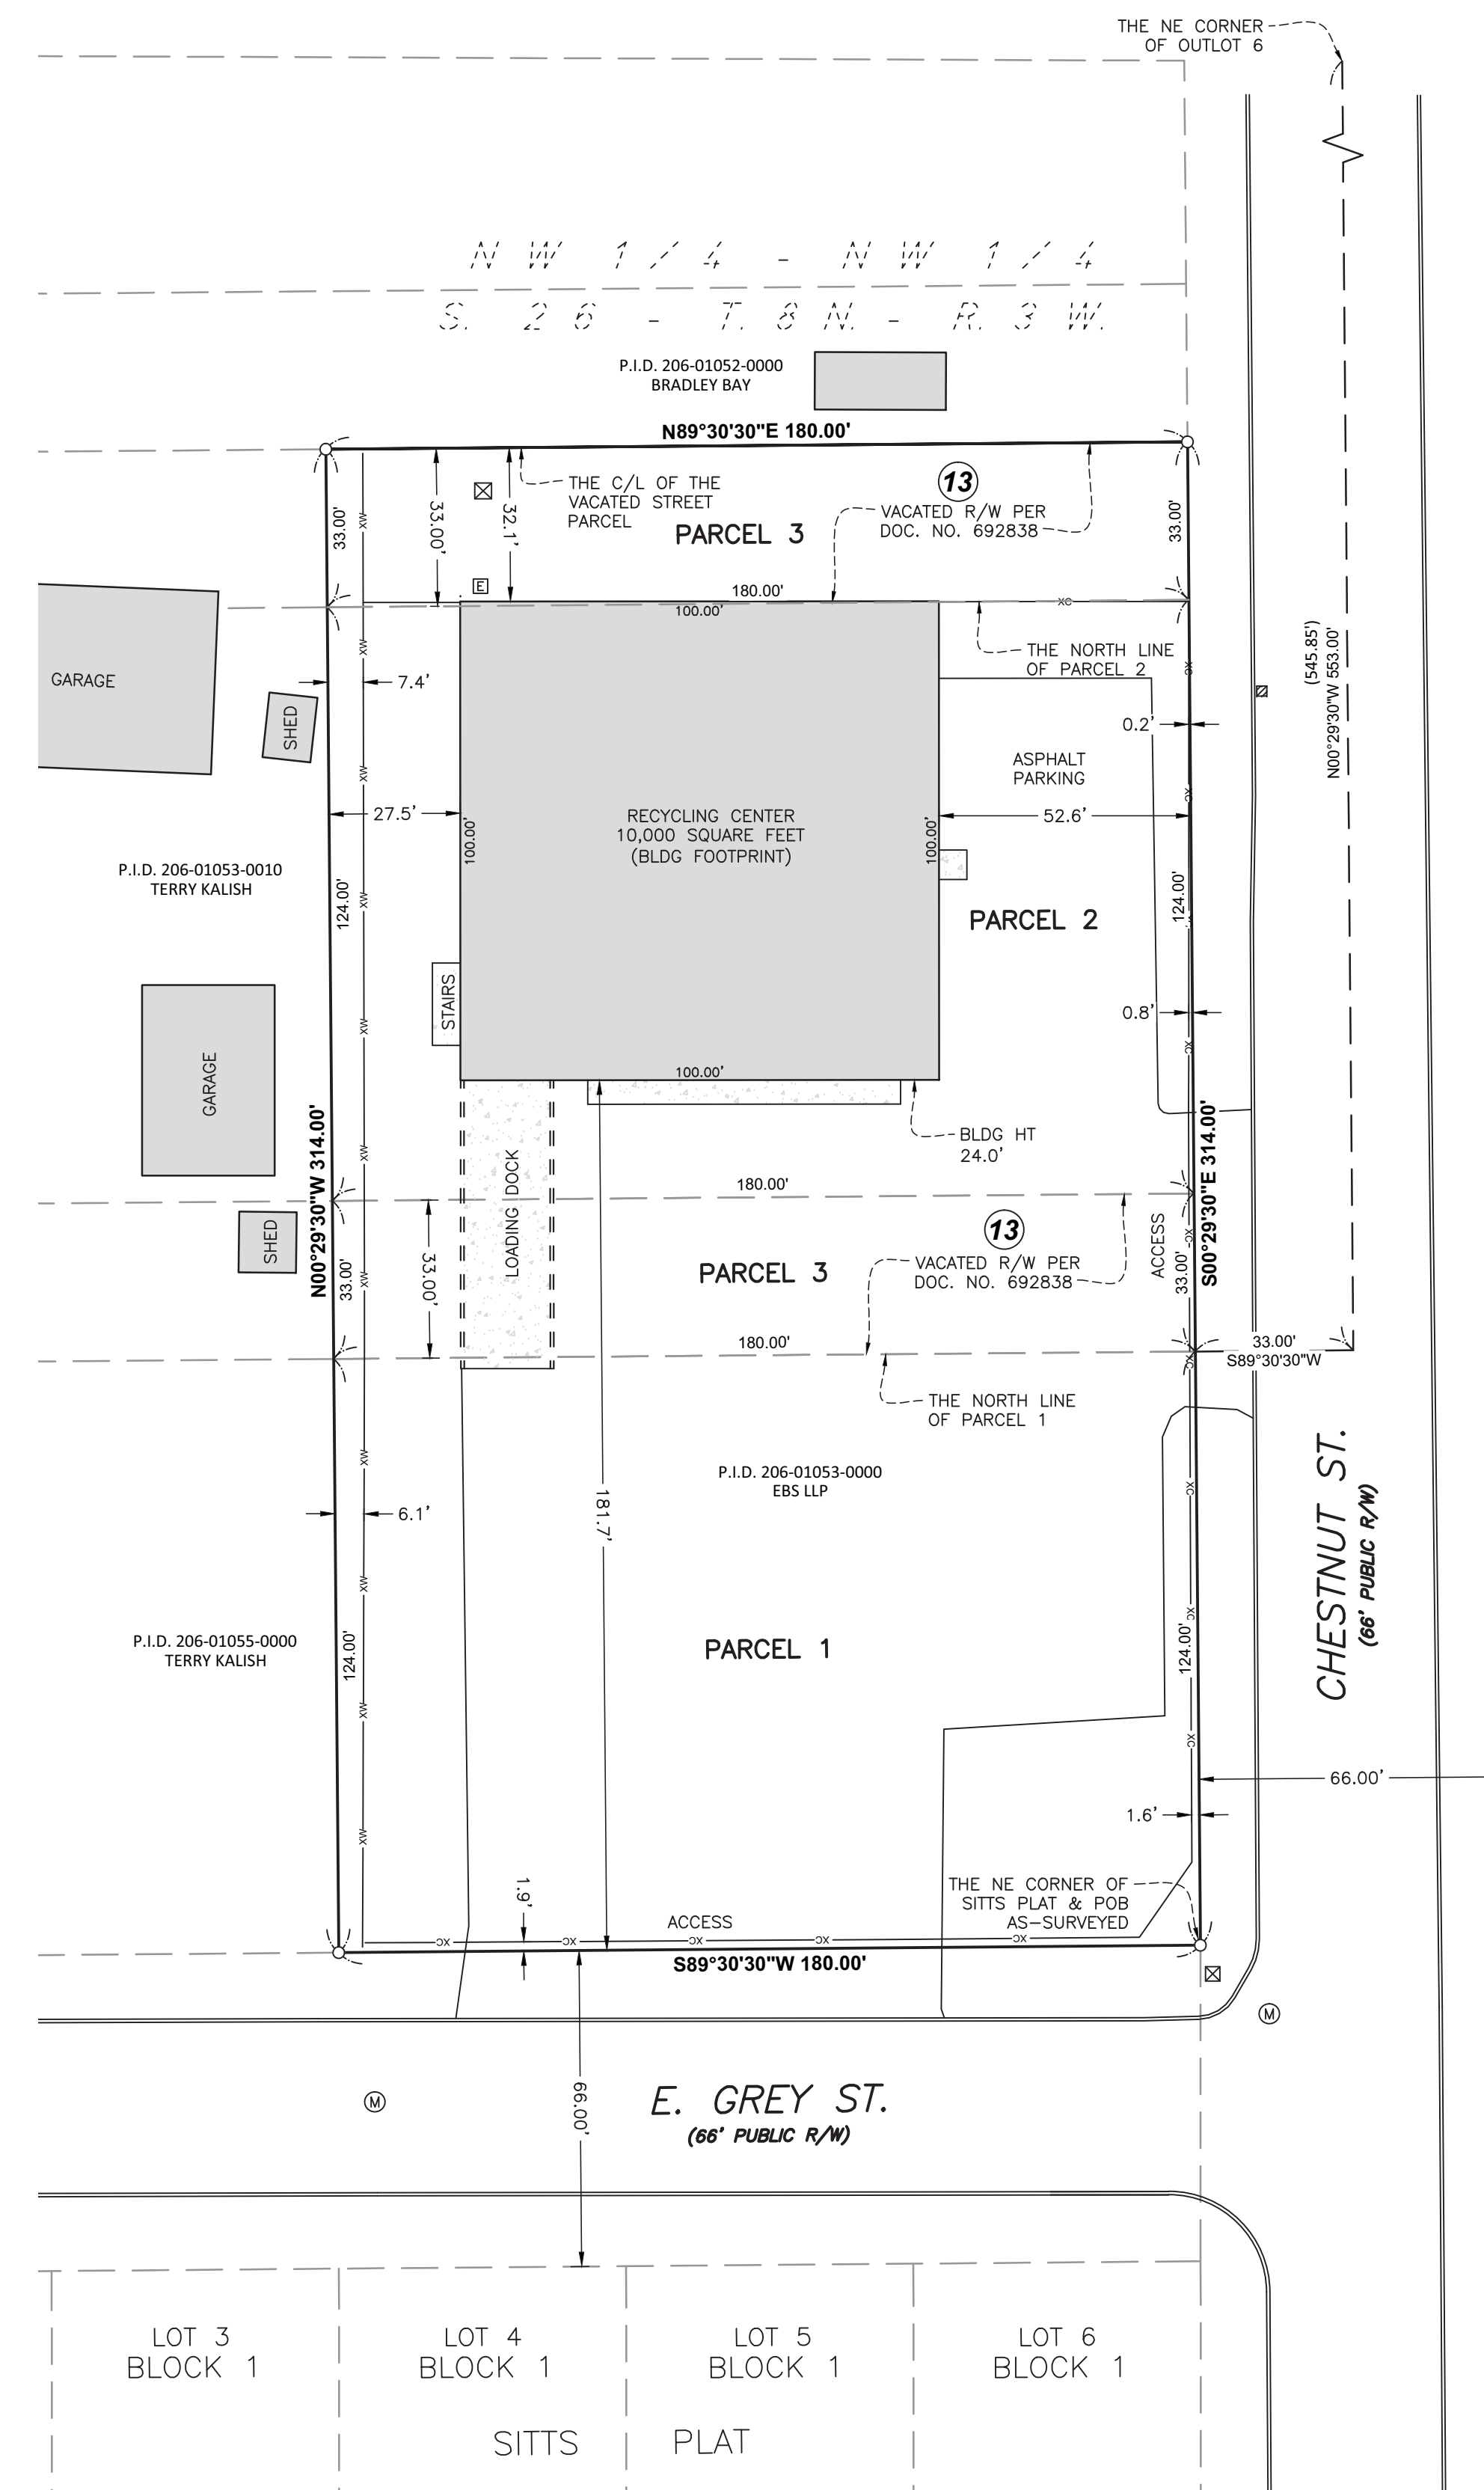 THE NE CORNER
OF OUTLOT 6
NW 1/4 - NW 1/4
S. 26 - T. 8 N. - R. 3 W.
P.I.D. 206-01052-0000
BRADLEY BAY
N89°30'30"E 180.00'
THE C/L OF THE
VACATED STREET
PARCEL
13
VACATED R/W PER
DOC. NO. 692838
PARCEL 3
33.00'
33.00'
32.1'
33.00'
E
180.00'
100.00'
XC
THE NORTH LINE
OF PARCEL 2
(545.85')
N00°29'30"W 553.00'
GARAGE
SHED
7.4'
0.2'
ASPHALT
PARKING
27.5'
100.00'
RECYCLING CENTER
10,000 SQUARE FEET
(BLDG FOOTPRINT)
100.00'
52.6'
P.I.D. 206-01053-0010
TERRY KALISH
124.00'
124.00'
PARCEL 2
STAIRS
0.8'
GARAGE
100.00'
BLDG HT
24.0'
N00°29'30"W 314.00'
S00°29'30"E 314.00'
LOADING DOCK
180.00'
SHED
33.00'
33.00'
PARCEL 3
13
VACATED R/W PER
DOC. NO. 692838
ACCESS
33.00'
180.00'
33.00'
S89°30'30"W
THE NORTH LINE
OF PARCEL 1
P.I.D. 206-01053-0000
EBS LLP
181.7'
6.1'
CHESTNUT ST.
(66' PUBLIC R/W)
P.I.D. 206-01055-0000
TERRY KALISH
124.00'
PARCEL 1
124.00'
66.00'
1.6'
THE NE CORNER OF
SITTS PLAT & POB
AS-SURVEYED
1.9'
ACCESS
XC XC XC XC XC
S89°30'30"W 180.00'
M
M
66.00'
E. GREY ST.
(66' PUBLIC R/W)
LOT 3
BLOCK 1
LOT 4
BLOCK 1
LOT 5
BLOCK 1
LOT 6
BLOCK 1
SITTS PLAT